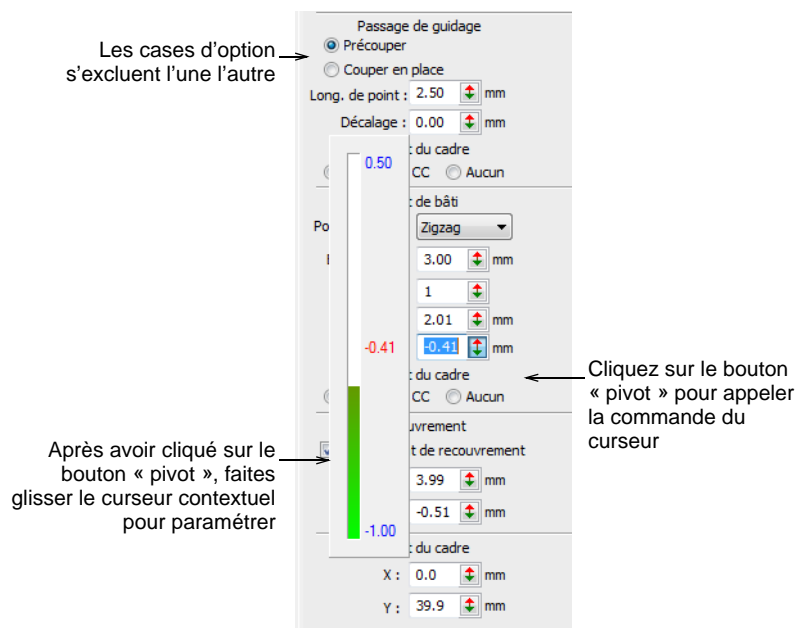 Passage de guidage
Précouper
Couper en place
Long. de point : 2.50 mm
Décalage : 0.00 mm
du cadre
CC Aucun
de bâti
Po Zigzag
3.00 mm
1
2.01 mm
-0.41 mm
du cadre
CC Aucun
uvrement
t de recouvrement
3.99 mm
-0.51 mm
du cadre
X : 0.0 mm
Y : 39.9 mm
0.50
-0.41
-1.00
Les cases d'option
s'excluent l'une l'autre
Cliquez sur le bouton
« pivot » pour appeler
la commande du
curseur
Après avoir cliqué sur le
bouton « pivot », faites
glisser le curseur contextuel
pour paramétrer